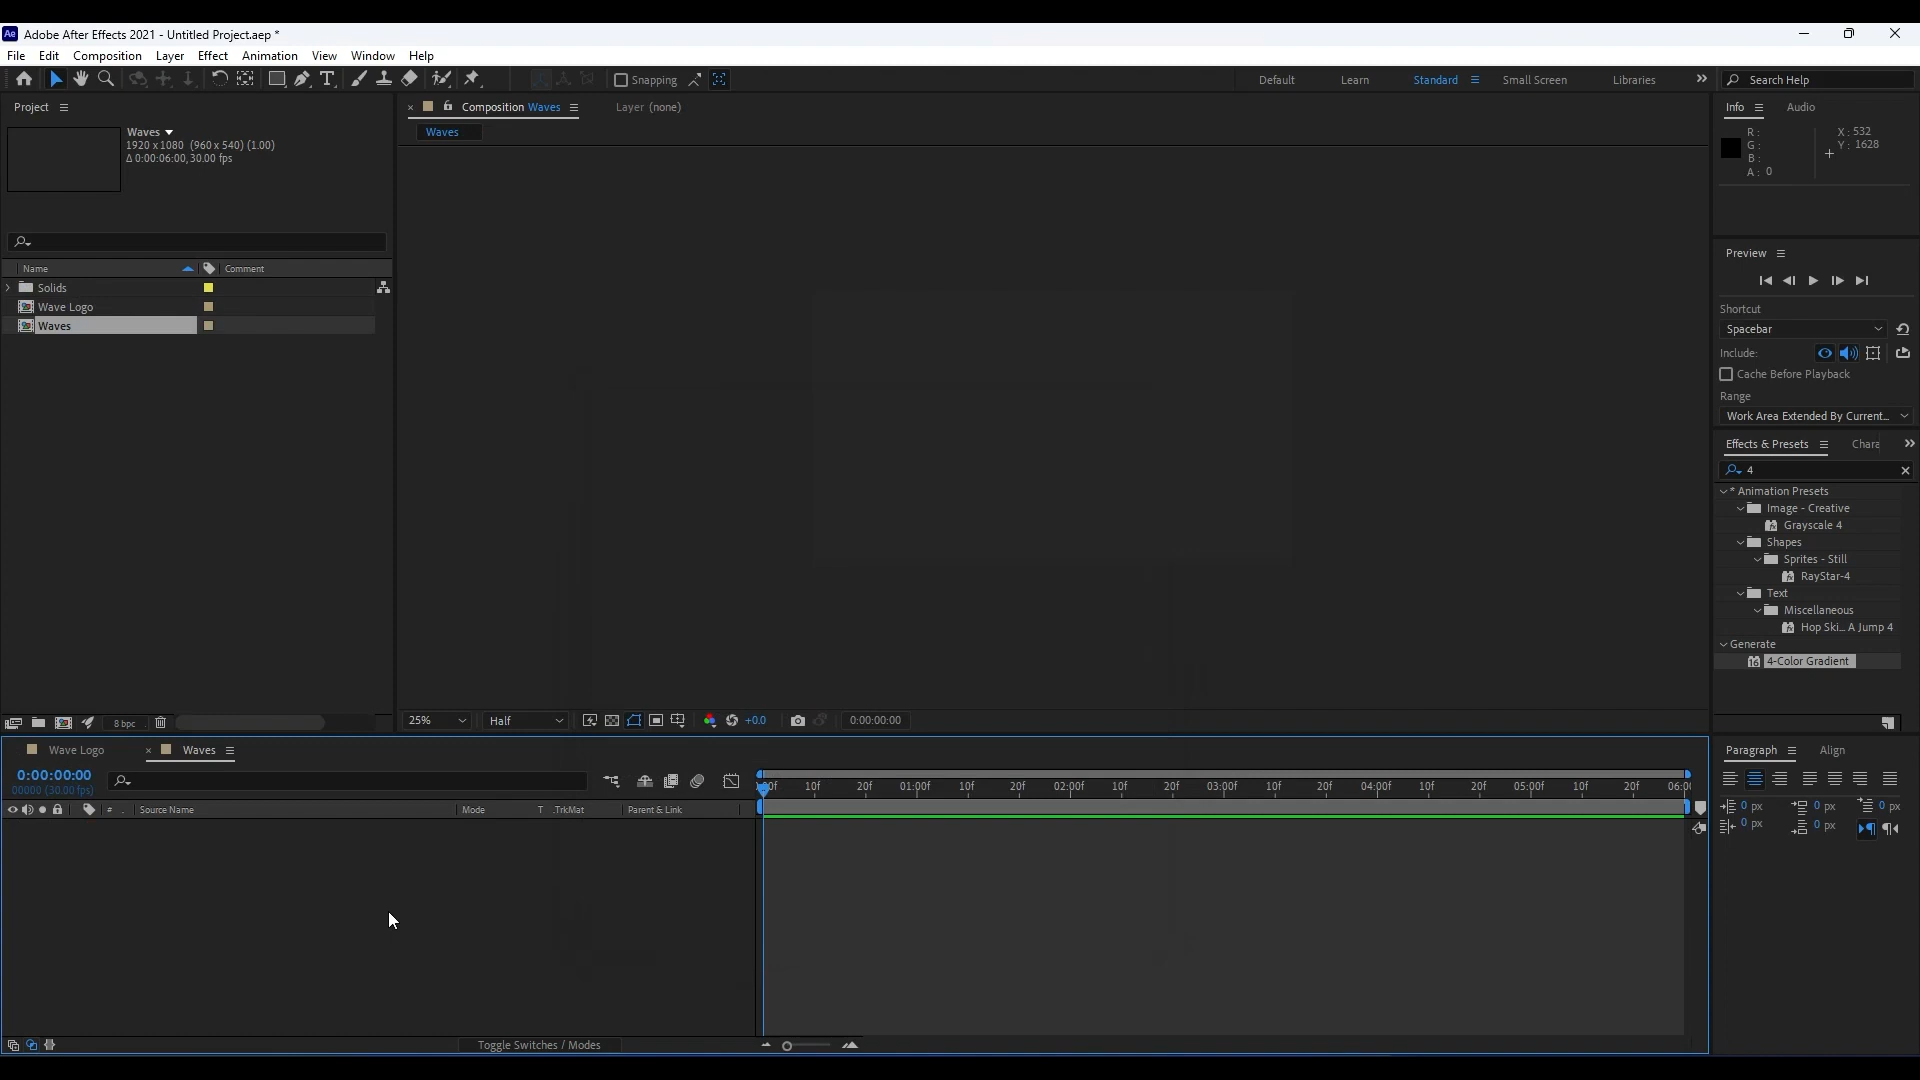 Ae Adobe After Effects 2021 - Untitled Project.aep *
File Edit Composition Layer Effect Animation View Window Help
Snapping Default Learn Standard Small Screen Libraries Search Help
Project
Waves
1920 x 1080 (960 x 540) (1.00)
Δ 0:00:06:00, 30.00 fps
Name Comment
Solids
Wave Logo
Waves
8 bpc
Composition Waves Layer (none)
Waves
25% Half +0.0 0:00:00:00
Info Audio
R :
G :
B :
A : 0
X : 532
Y : 1628
Preview
Shortcut
Spacebar
Include:
Cache Before Playback
Range
Work Area Extended By Current...
Effects & Presets Chara
4
* Animation Presets
Image - Creative
Grayscale 4
Shapes
Sprites - Still
RayStar-4
Text
Miscellaneous
Hop Ski... A Jump 4
Generate
4-Color Gradient
Wave Logo Waves
0:00:00:00
00000 (30.00 fps)
# . Source Name Mode T .TrkMat Parent & Link
10f 20f 01:00f 10f 20f 02:00f 10f 20f 03:00f 10f 20f 04:00f 10f 20f 05:00f 10f 20f
Toggle Switches / Modes
Paragraph Align
0 px 0 px 0 px
0 px 0 px